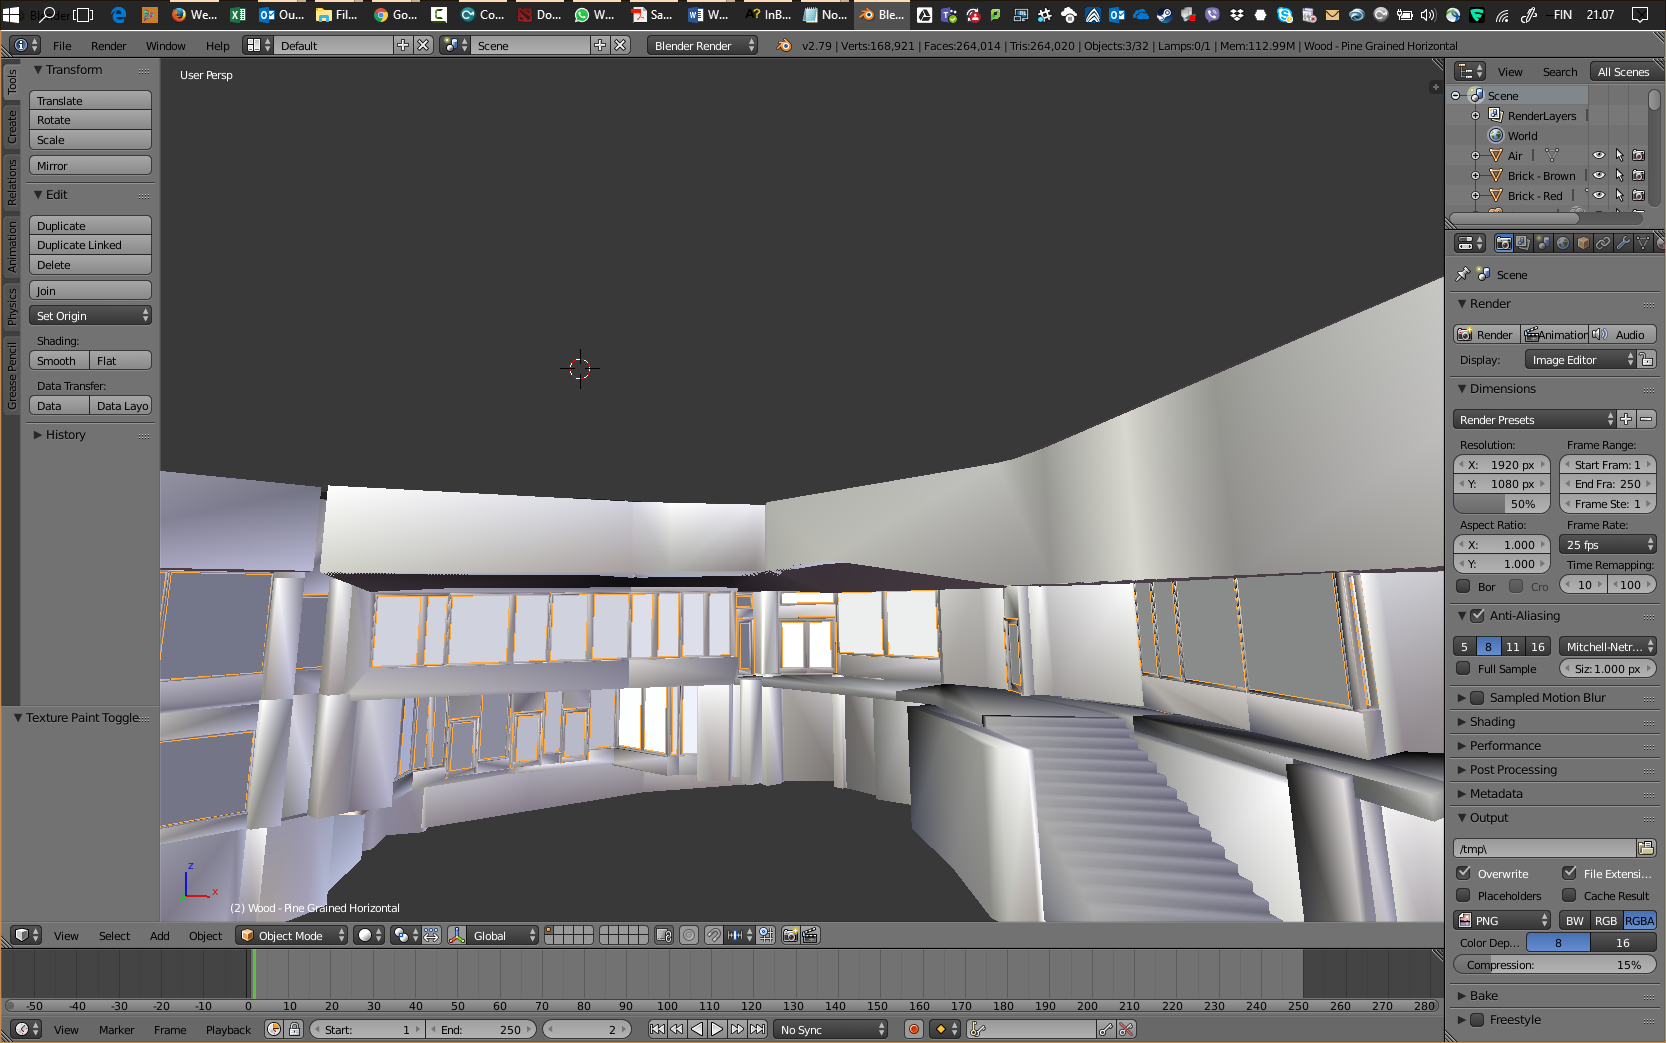 We...
Ou...
Fil...
Go...
Co...
Do...
W...
Sa...
W...
InB...
No...
Ble...
FIN
21.07
File
Render
Window
Help
Default
Scene
Blender Render
v2.79 | Verts:168,921 | Faces:264,014 | Tris:264,020 | Objects:3/32 | Lamps:0/1 | Mem:112.99M | Wood - Pine Grained Horizontal
Tools
Create
Relations
Animation
Physics
Grease Pencil
Transform
Translate
Rotate
Scale
Mirror
Edit
Duplicate
Duplicate Linked
Delete
Join
Set Origin
Shading:
Smooth
Flat
Data Transfer:
Data
Data Layo
History
Texture Paint Toggle
User Persp
z
x
(2) Wood - Pine Grained Horizontal
View
Search
All Scenes
Scene
RenderLayers
World
Air
Brick - Brown
Brick - Red
Scene
Render
Render
Animation
Audio
Display:
Image Editor
Dimensions
Render Presets
Resolution:
Frame Range:
X: 1920 px
Start Fram: 1
Y: 1080 px
End Fra: 250
50%
Frame Ste: 1
Aspect Ratio:
Frame Rate:
X: 1.000
25 fps
Y: 1.000
Time Remapping:
Bor
Cro
10
100
Anti-Aliasing
5
8
11
16
Mitchell-Netr...
Full Sample
Siz: 1.000 px
Sampled Motion Blur
Shading
Performance
Post Processing
Metadata
Output
/tmp\
Overwrite
File Extensi...
Placeholders
Cache Result
PNG
BW
RGB
RGBA
Color Dep...
8
16
Compression:
15%
Bake
Freestyle
View
Select
Add
Object
Object Mode
Global
-50 -40 -30 -20 -10 0 10 20 30 40 50 60 70 80 90 100 110 120 130 140 150 160 170 180 190 200 210 220 230 240 250 260 270 280
View
Marker
Frame
Playback
Start: 1
End: 250
2
No Sync